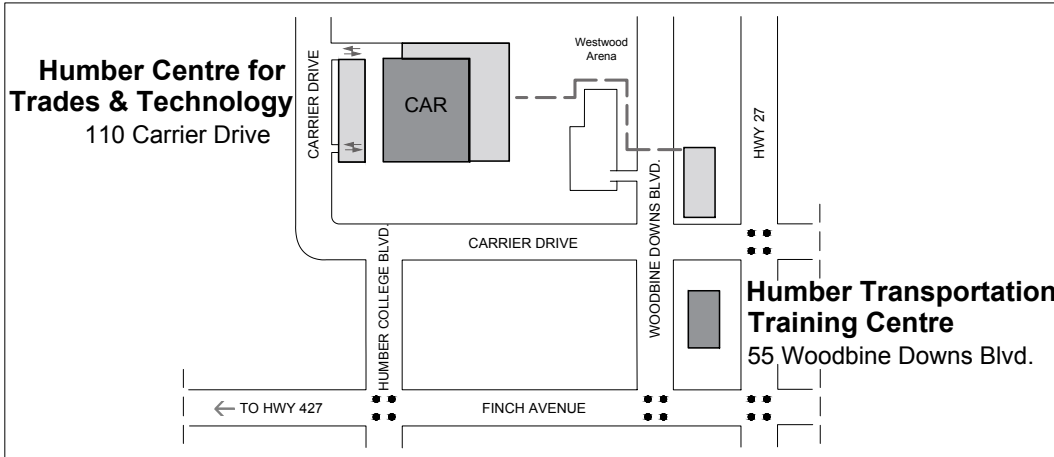 Humber Centre for
Trades & Technology
110 Carrier Drive
CARRIER DRIVE
CAR
Westwood
Arena
HWY 27
WOODBINE DOWNS BLVD.
CARRIER DRIVE
HUMBER COLLEGE BLVD.
Humber Transportation
Training Centre
55 Woodbine Downs Blvd.
← TO HWY 427
FINCH AVENUE